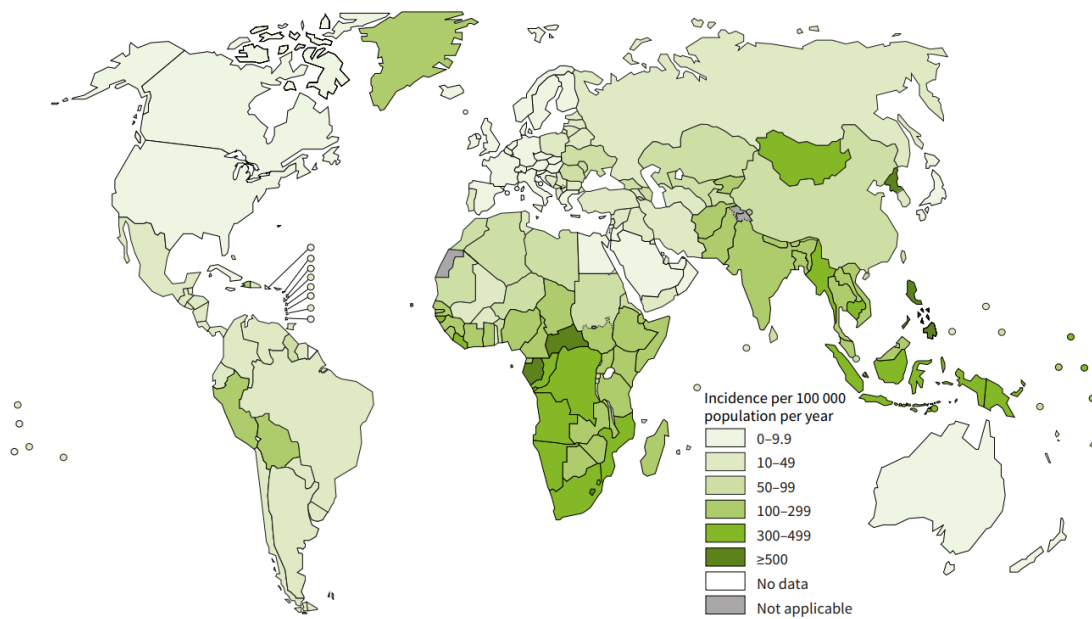 Incidence per 100 000
population per year
0–9.9
10–49
50–99
100–299
300–499
≥500
No data
Not applicable